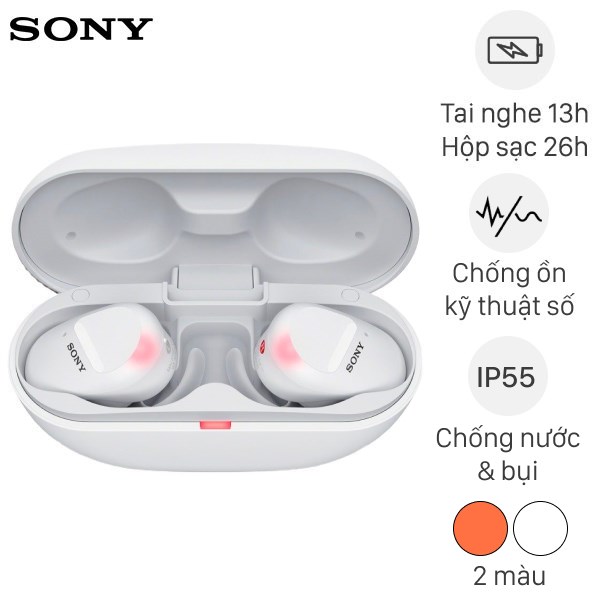 SONY
Tai nghe 13h
Hộp sạc 26h
Chống ồn
kỹ thuật số
SONY
SONY
IP55
Chống nước
& bụi
2 màu